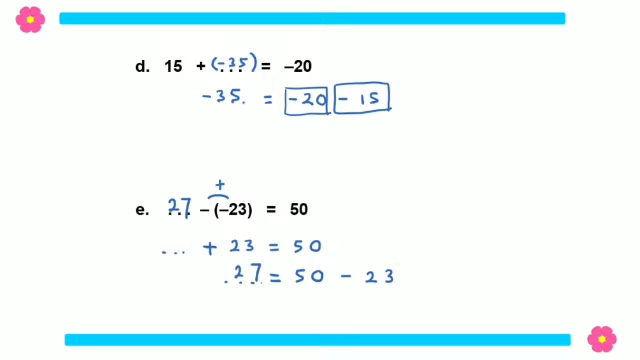 d. 15 + (-35) = –20
-35. = -20 - 15
+
e. 27 – (–23) = 50
... + 23 = 50
27 = 50 - 23